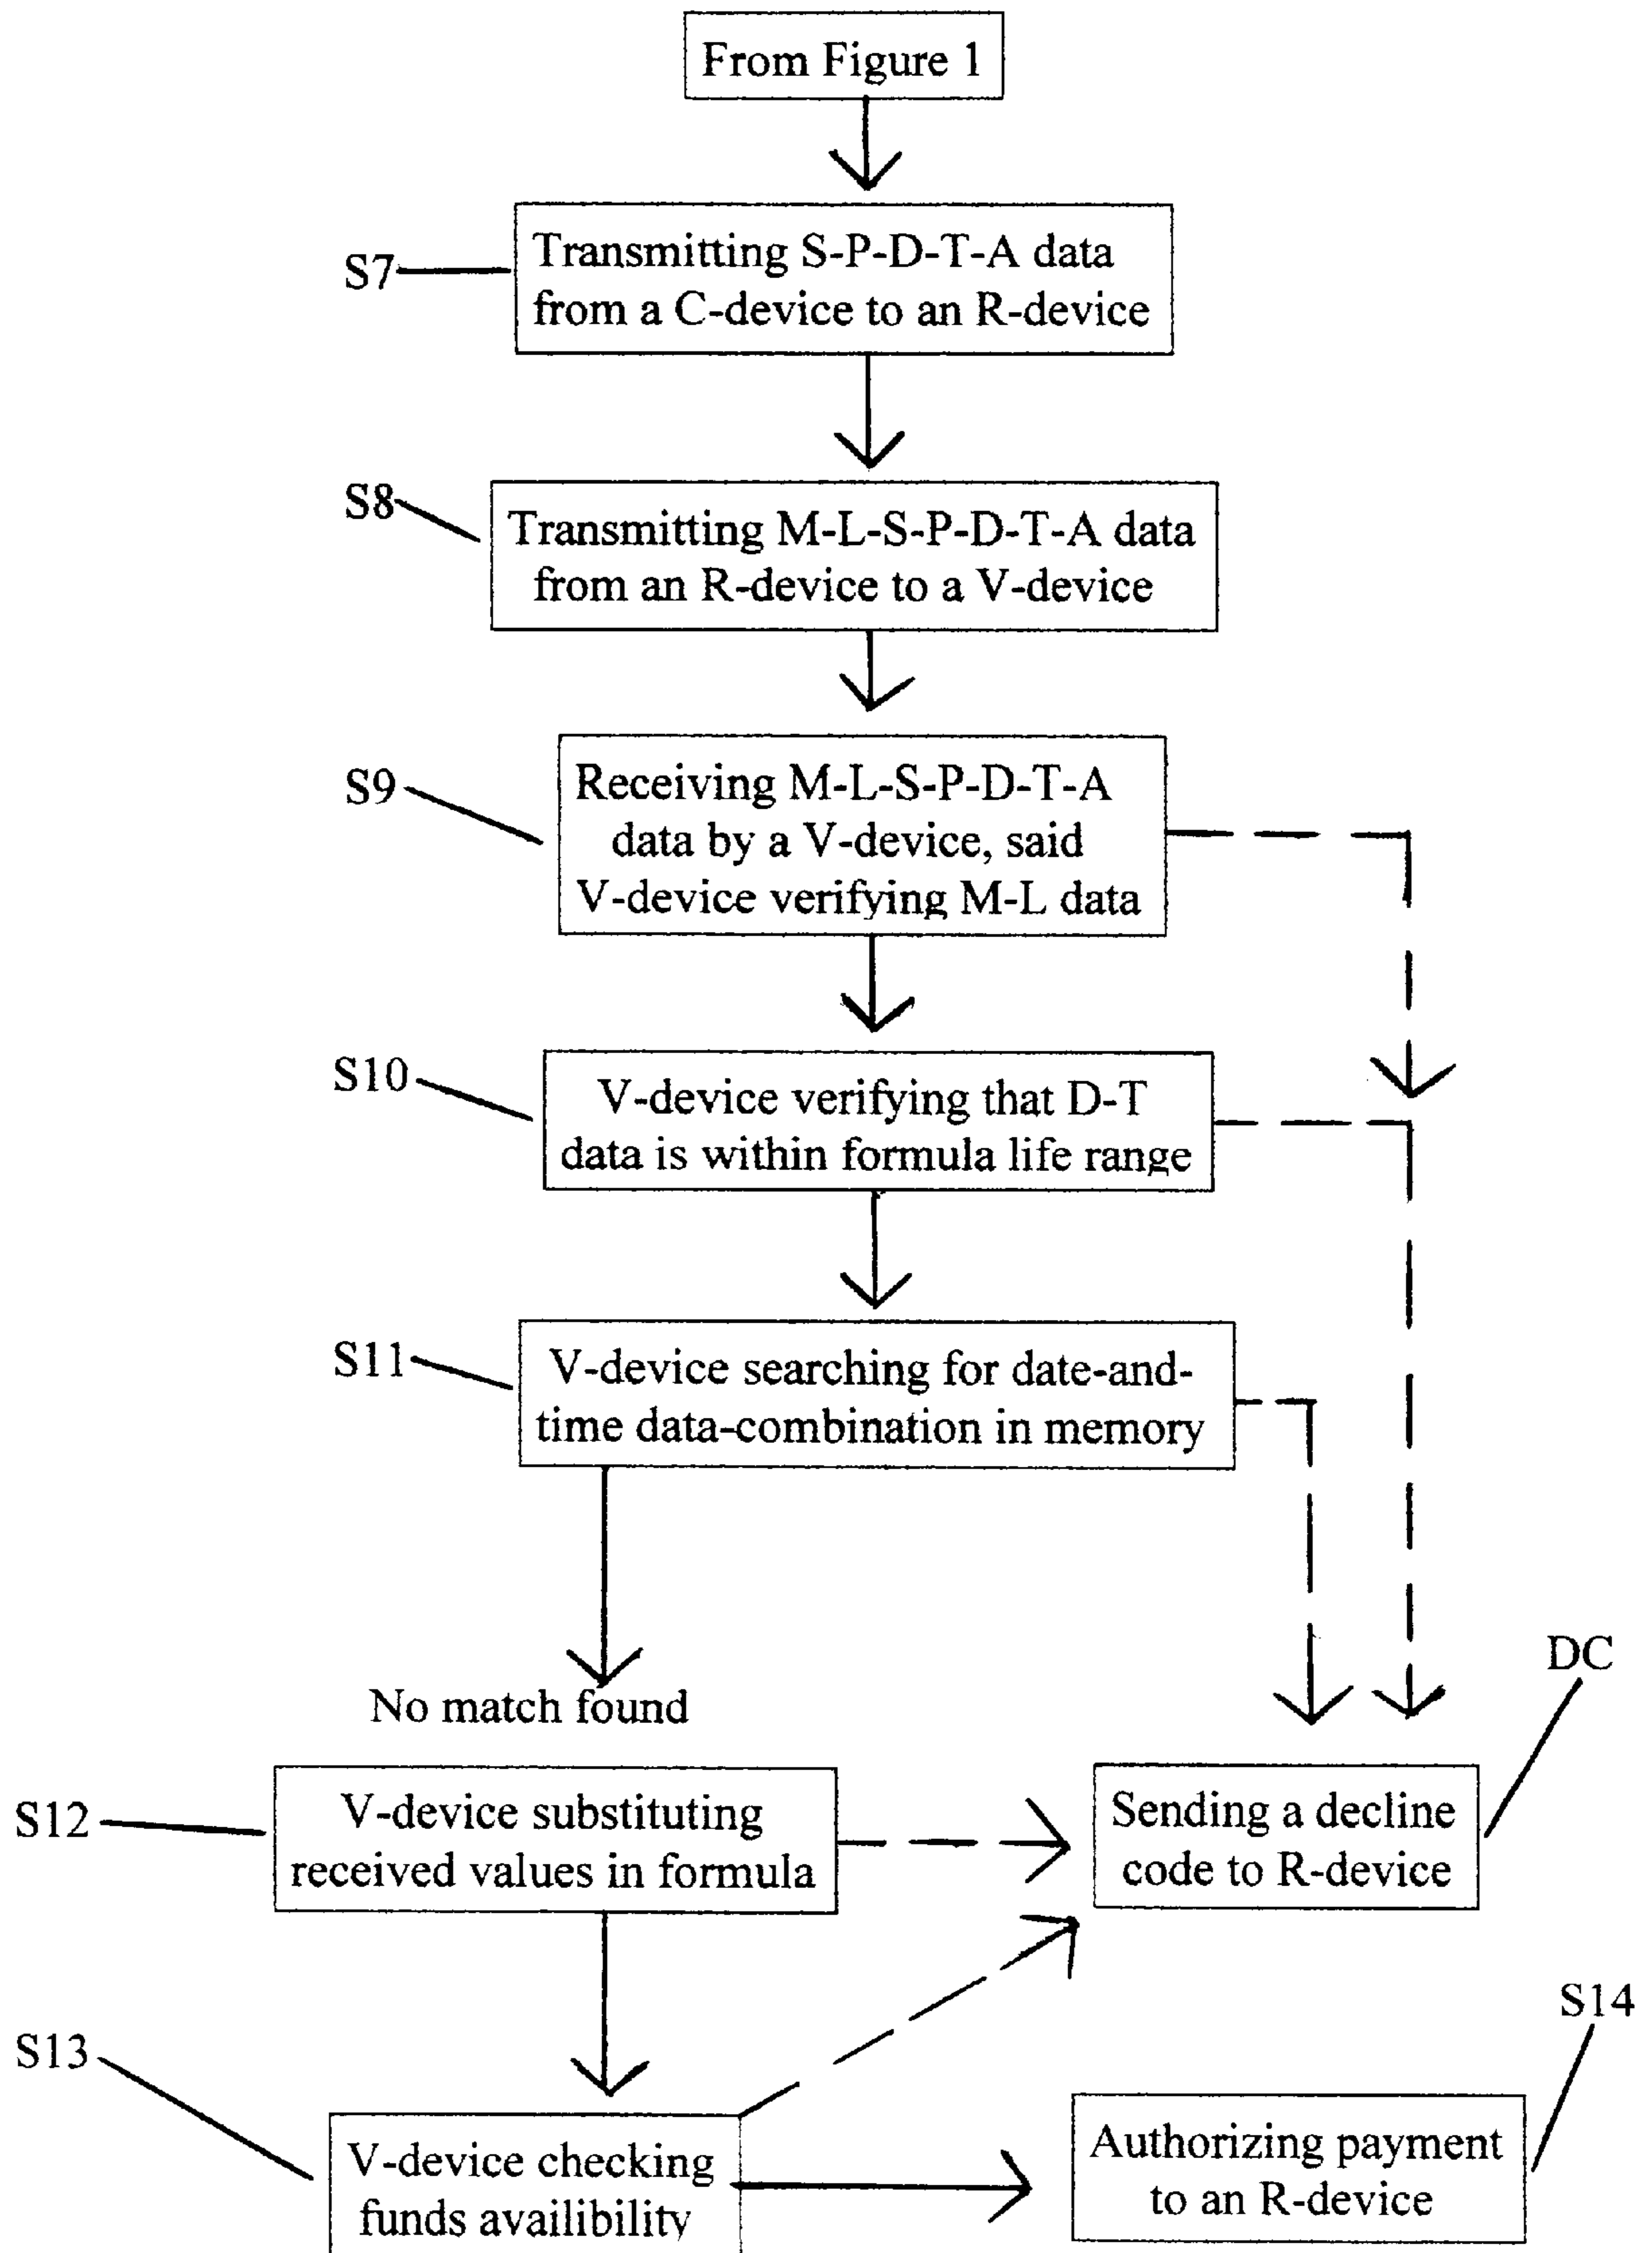 From Figure 1
S7
Transmitting S-P-D-T-A data
from a C-device to an R-device
S8
Transmitting M-L-S-P-D-T-A data
from an R-device to a V-device
S9
Receiving M-L-S-P-D-T-A
data by a V-device, said
V-device verifying M-L data
S10
V-device verifying that D-T
data is within formula life range
S11
V-device searching for date-and-
time data-combination in memory
No match found
DC
S12
V-device substituting
received values in formula
Sending a decline
code to R-device
S13
V-device checking
funds availibility
S14
Authorizing payment
to an R-device